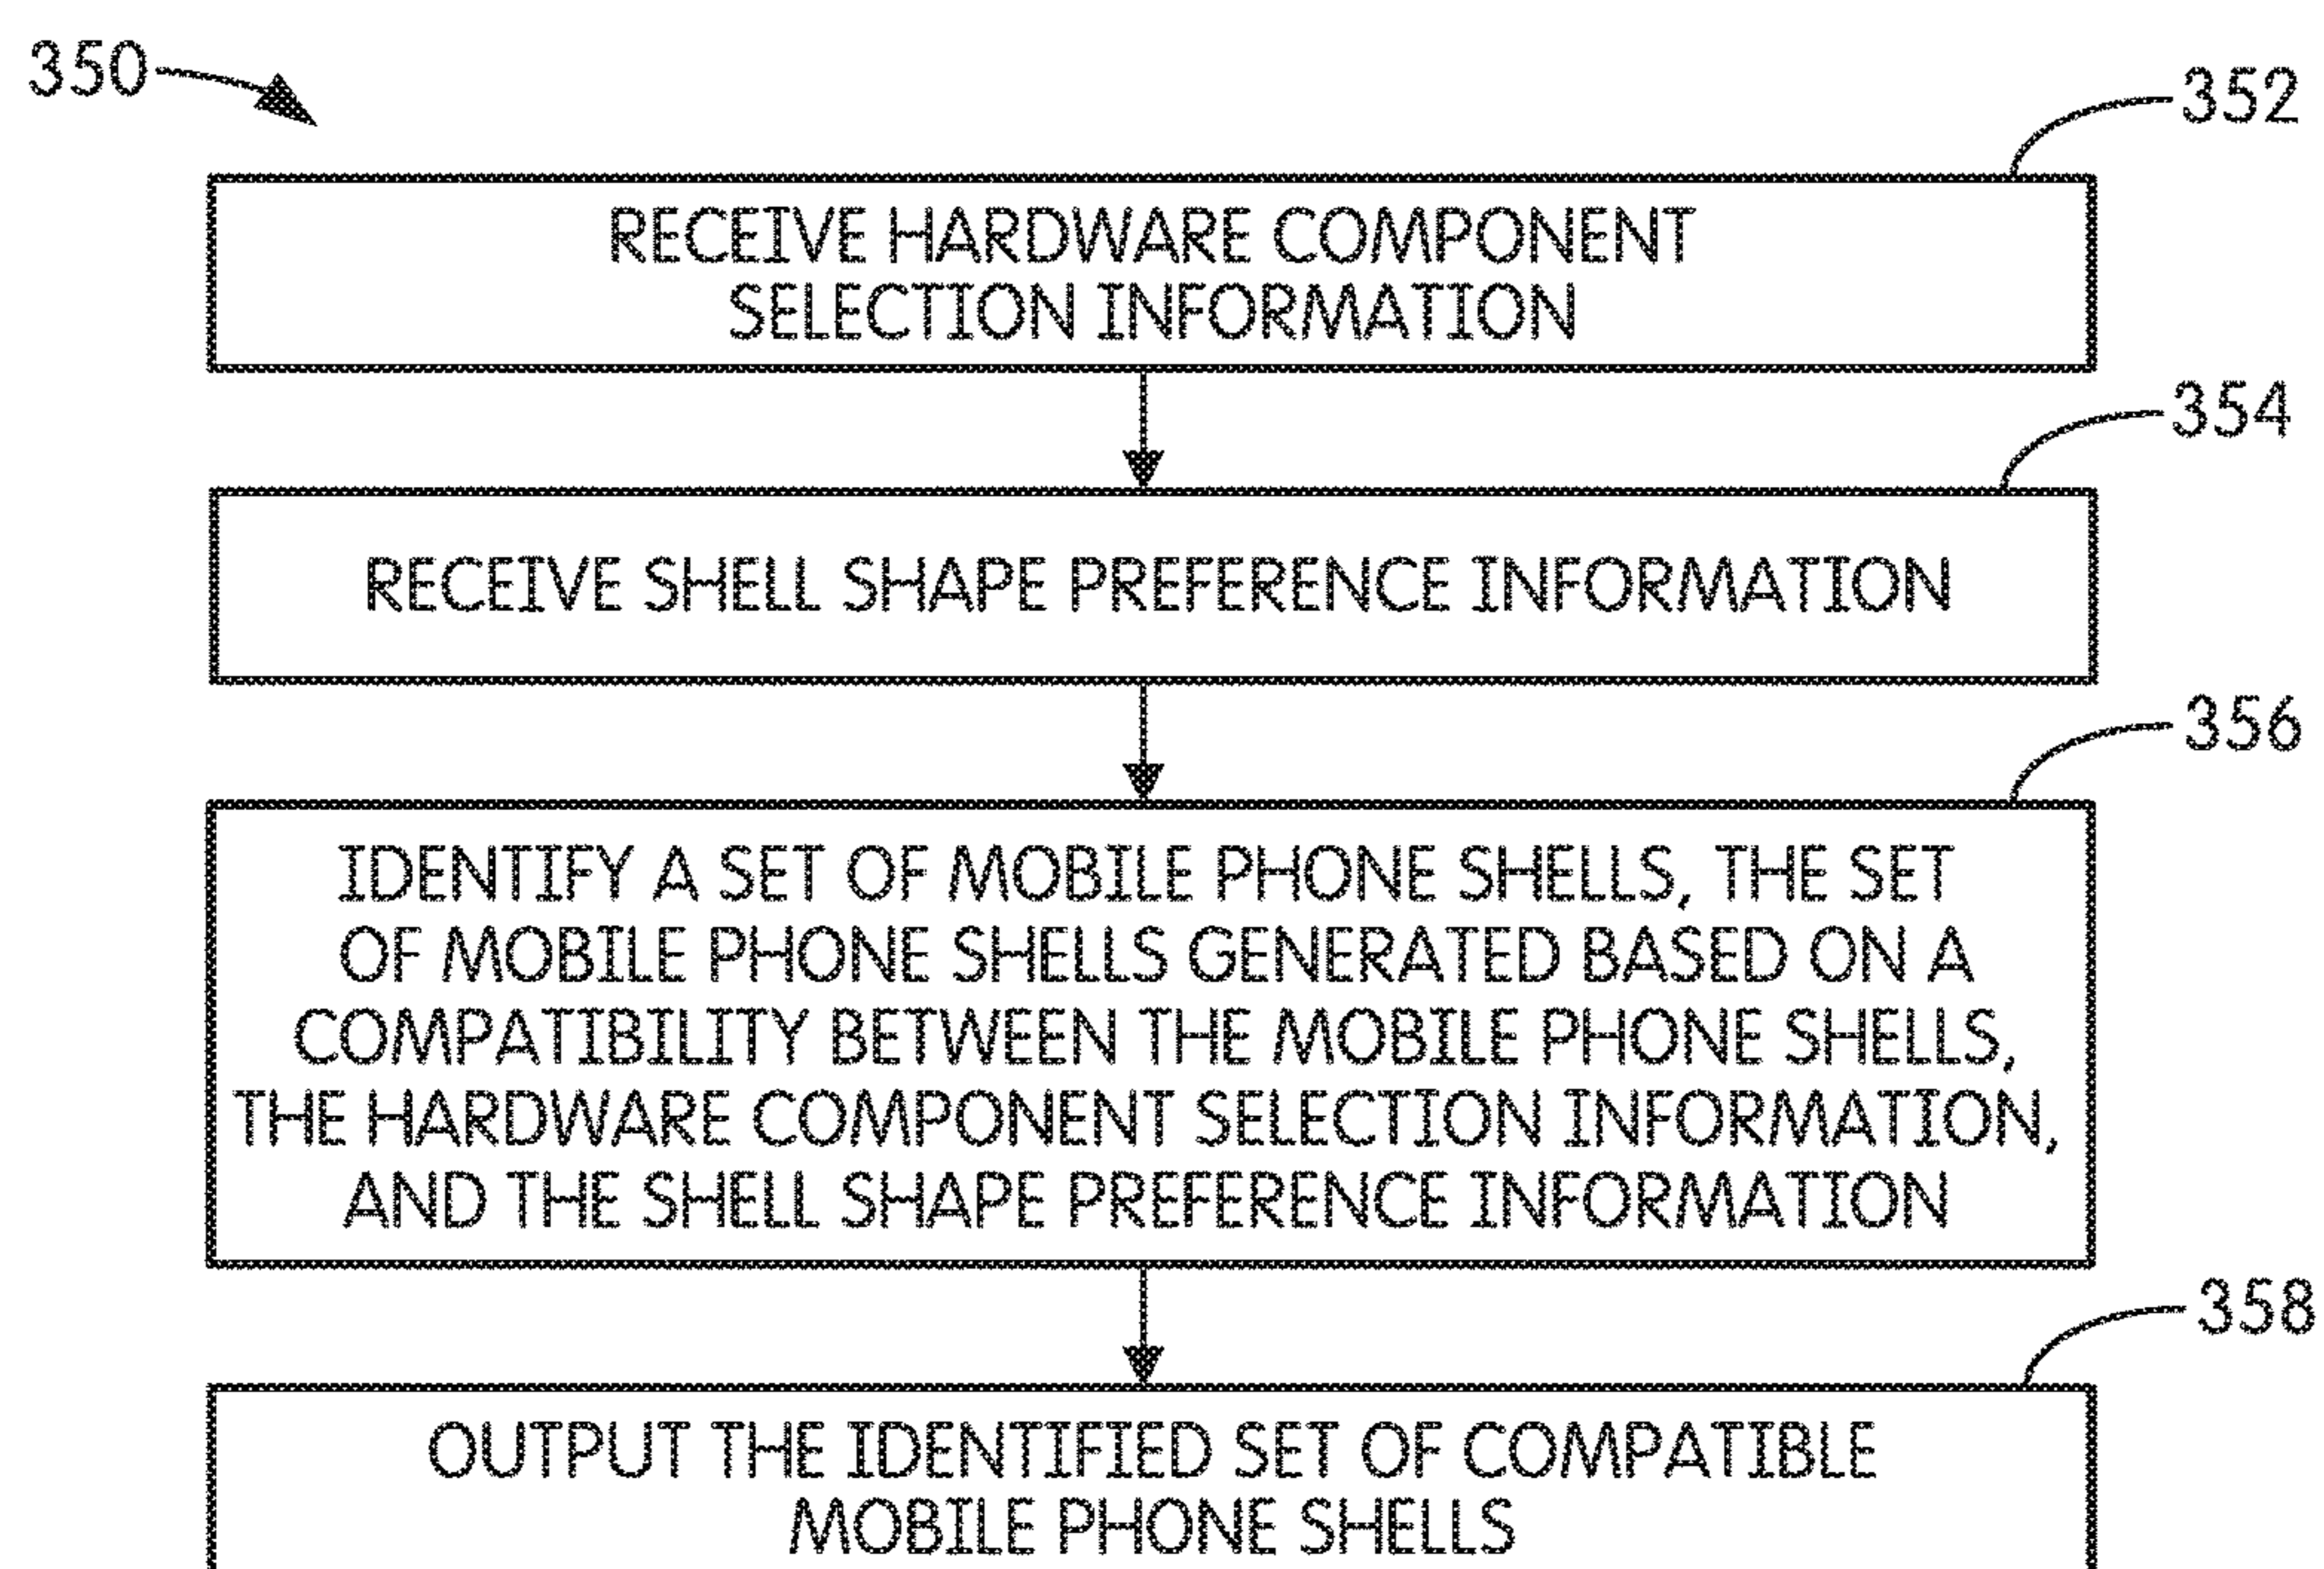 350
352
RECEIVE HARDWARE COMPONENT
SELECTION INFORMATION
354
RECEIVE SHELL SHAPE PREFERENCE INFORMATION
356
IDENTIFY A SET OF MOBILE PHONE SHELLS, THE SET
OF MOBILE PHONE SHELLS GENERATED BASED ON A
COMPATIBILITY BETWEEN THE MOBILE PHONE SHELLS,
THE HARDWARE COMPONENT SELECTION INFORMATION,
AND THE SHELL SHAPE PREFERENCE INFORMATION
358
OUTPUT THE IDENTIFIED SET OF COMPATIBLE
MOBILE PHONE SHELLS